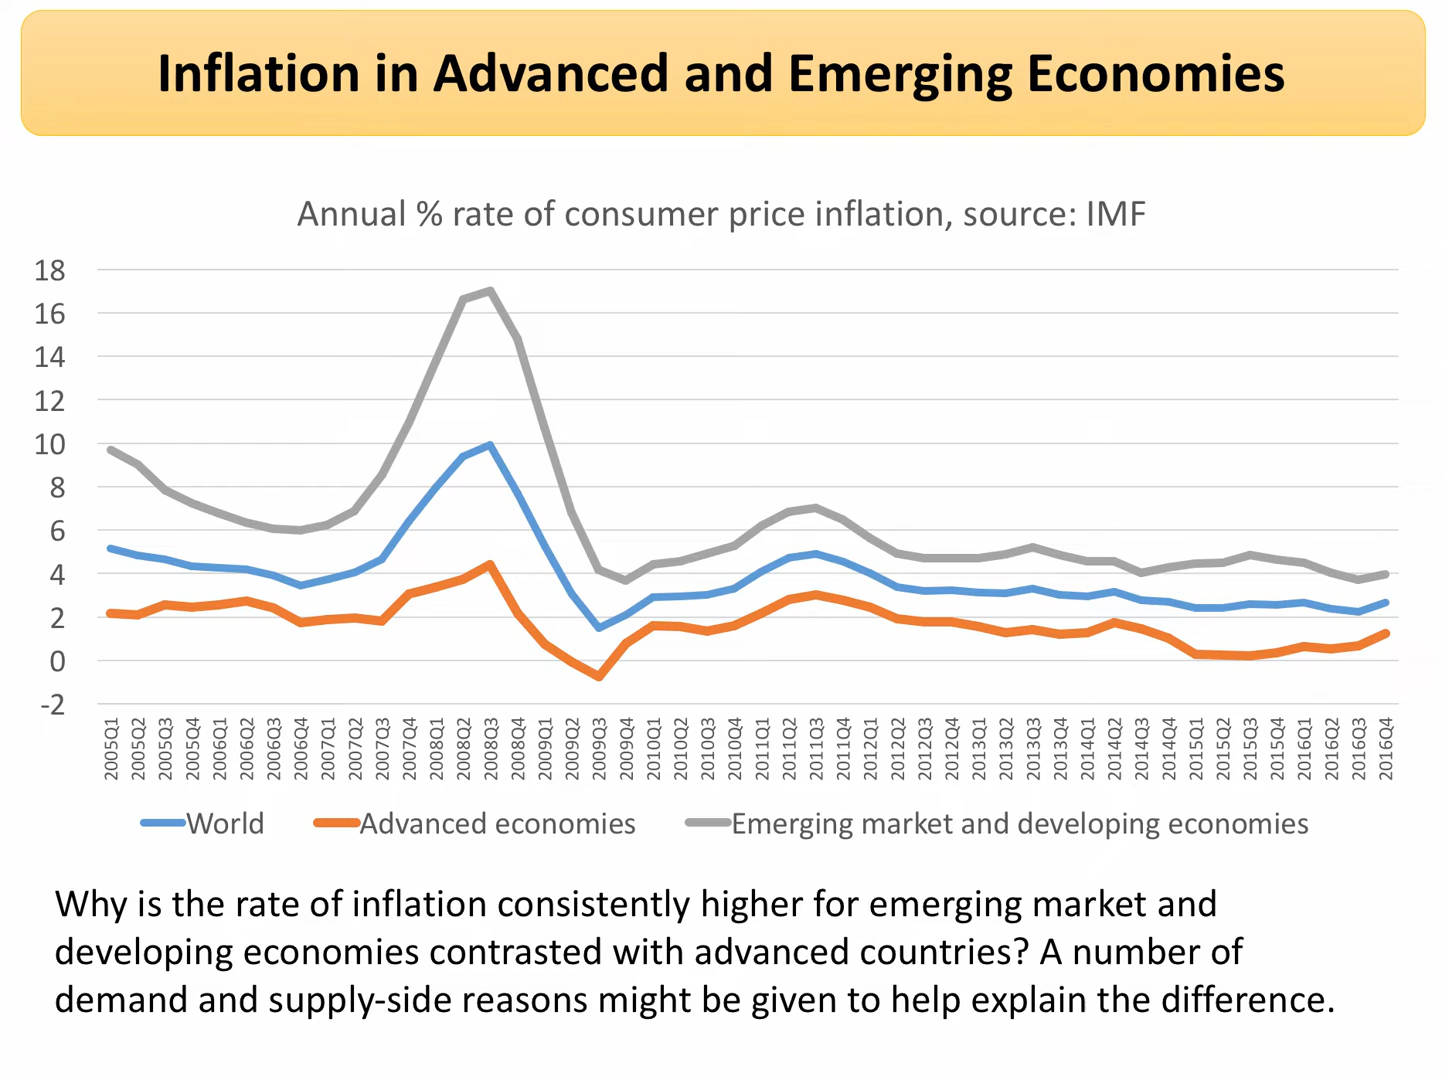 Inflation in Advanced and Emerging Economies
Annual % rate of consumer price inflation, source: IMF
18
16
14
12
10
8
6
4
2
0
-2
2005Q1
2005Q2
2005Q3
2005Q4
2006Q1
2006Q2
2006Q3
2006Q4
2007Q1
2007Q2
2007Q3
2007Q4
2008Q1
2008Q2
2008Q3
2008Q4
2009Q1
2009Q2
2009Q3
2009Q4
2010Q1
2010Q2
2010Q3
2010Q4
2011Q1
2011Q2
2011Q3
2011Q4
2012Q1
2012Q2
2012Q3
2012Q4
2013Q1
2013Q2
2013Q3
2013Q4
2014Q1
2014Q2
2014Q3
2014Q4
2015Q1
2015Q2
2015Q3
2015Q4
2016Q1
2016Q2
2016Q3
2016Q4
World
Advanced economies
Emerging market and developing economies
Why is the rate of inflation consistently higher for emerging market and
developing economies contrasted with advanced countries? A number of
demand and supply-side reasons might be given to help explain the difference.